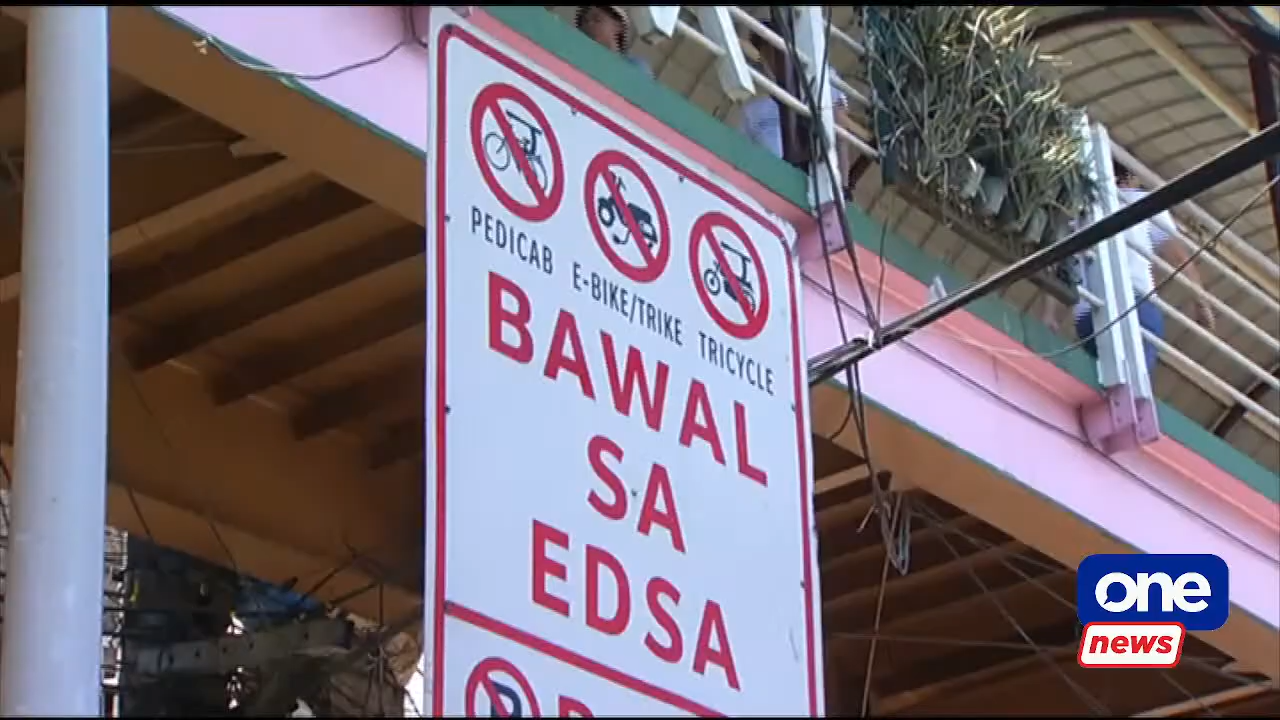 PEDICAB E-BIKE/TRIKE TRICYCLE
BAWAL
SA
EDSA
one
news